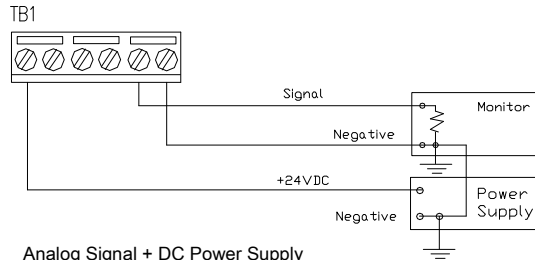 TB1
Signal
Monitor
Negative
+24VDC
Power
Supply
Negative
Analog Signal + DC Power Supply